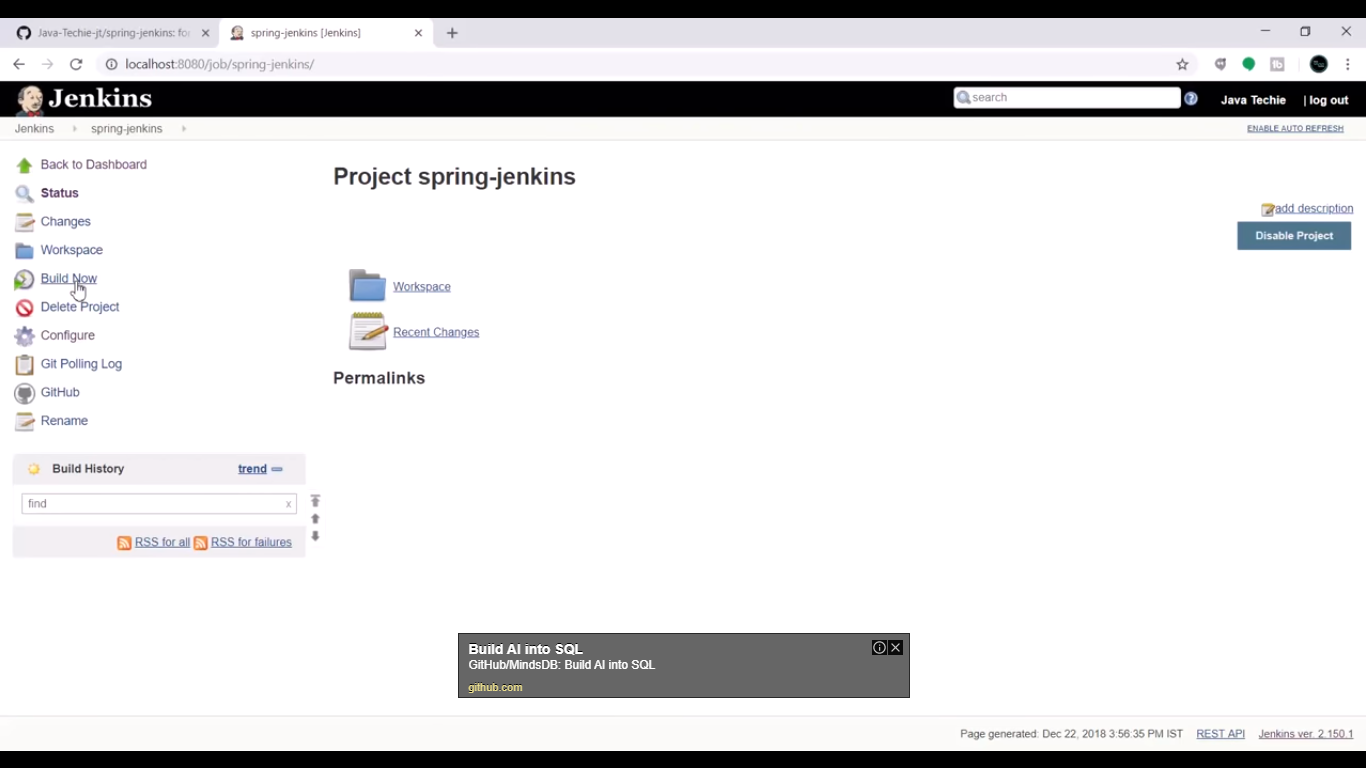 Java-Techie-jt/spring-jenkins: for
spring-jenkins [Jenkins]
localhost:8080/job/spring-jenkins/
Jenkins
search
Java Techie
| log out
Jenkins
spring-jenkins
ENABLE AUTO REFRESH
Back to Dashboard
Status
Changes
Workspace
Build Now
Delete Project
Configure
Git Polling Log
GitHub
Rename
Build History
trend
find
x
RSS for all
RSS for failures
Project spring-jenkins
add description
Disable Project
Workspace
Recent Changes
Permalinks
Build AI into SQL
GitHub/MindsDB: Build AI into SQL
github.com
Page generated: Dec 22, 2018 3:56:35 PM IST
REST API
Jenkins ver. 2.150.1